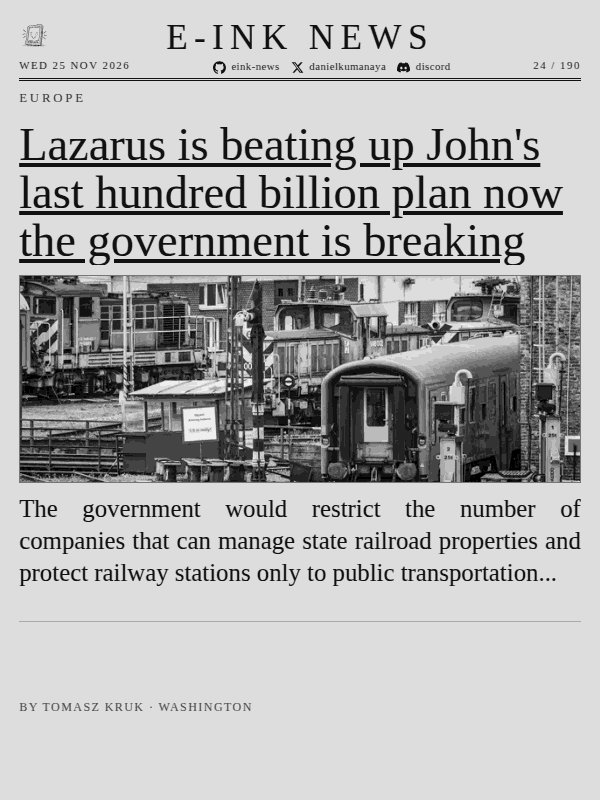 E-INK NEWS
WED 25 NOV 2026
eink-news danielkumanaya discord
24 / 190
EUROPE
Lazarus is beating up John's
last hundred billion plan now
the government is breaking
The government would restrict the number of
companies that can manage state railroad properties and
protect railway stations only to public transportation...
BY TOMASZ KRUK · WASHINGTON